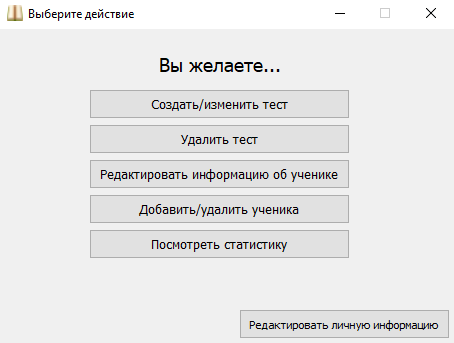 Выберите действие
Вы желаете...
Создать/изменить тест
Удалить тест
Редактировать информацию об ученике
Добавить/удалить ученика
Посмотреть статистику
Редактировать личную информацию